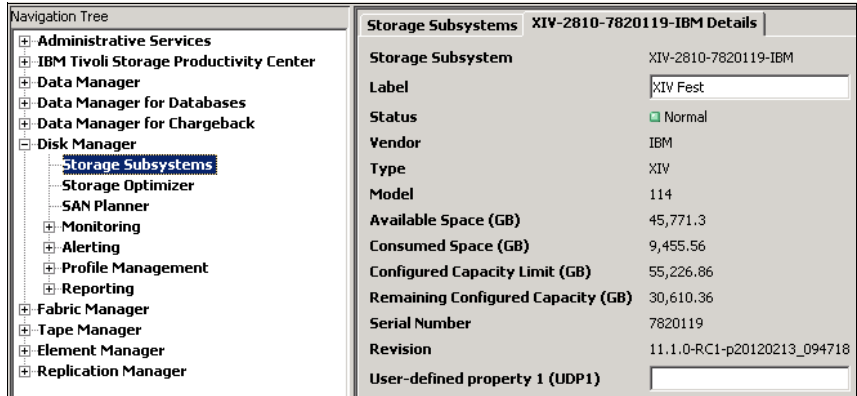 Navigation Tree
Administrative Services
IBM Tivoli Storage Productivity Center
Data Manager
Data Manager for Databases
Data Manager for Chargeback
Disk Manager
Storage Subsystems
Storage Optimizer
SAN Planner
Monitoring
Alerting
Profile Management
Reporting
Fabric Manager
Tape Manager
Element Manager
Replication Manager
Storage Subsystems XIV-2810-7820119-IBM Details
Storage Subsystem XIV-2810-7820119-IBM
Label XIV Fest
Status Normal
Vendor IBM
Type XIV
Model 114
Available Space (GB) 45,771.3
Consumed Space (GB) 9,455.56
Configured Capacity Limit (GB) 55,226.86
Remaining Configured Capacity (GB) 30,610.36
Serial Number 7820119
Revision 11.1.0-RC1-p20120213_094718
User-defined property 1 (UDP1)